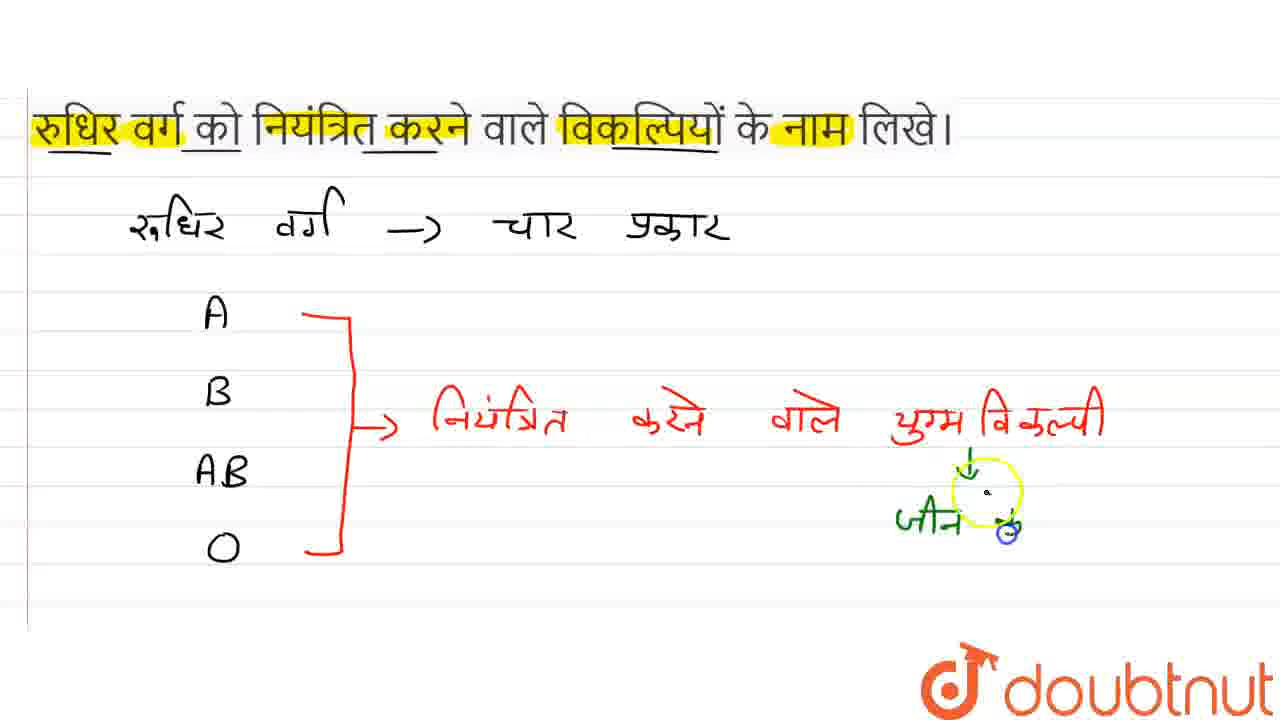 रुधिर वर्ग को नियंत्रित करने वाले विकल्पियों के नाम लिखे।
रुधिर वर्ग → चार प्रकार
A
B
AB
O
→ नियंत्रित करने वाले युग्म विकल्पी
↓
जीन
doubtnut